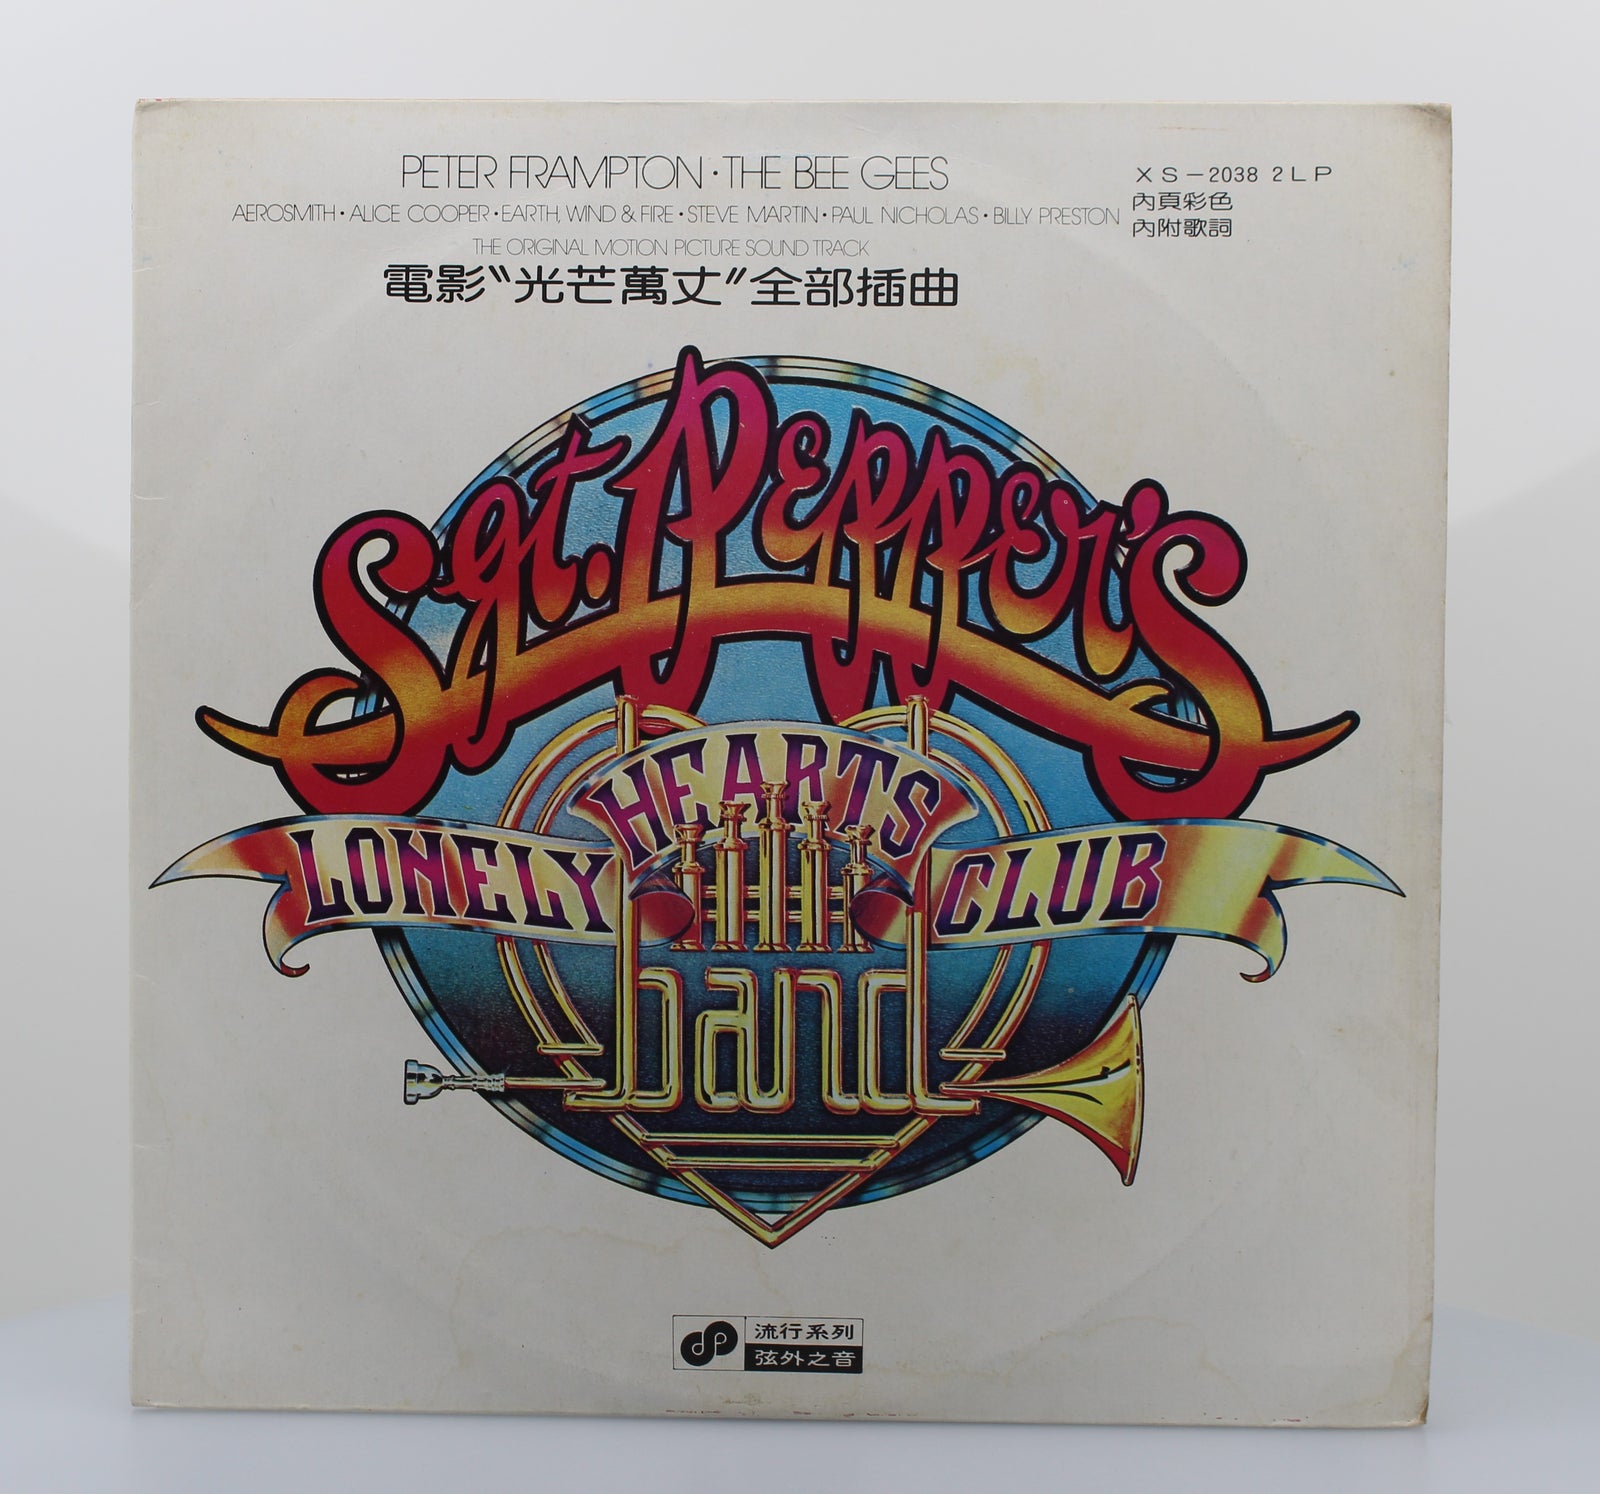 PETER FRAMPTON•THE BEE GEES
AEROSMITH•ALICE COOPER•EARTH, WIND & FIRE•STEVE MARTIN•PAUL NICHOLAS•BILLY PRESTON
THE ORIGINAL MOTION PICTURE SOUND TRACK
電影〝光芒萬丈〞全部插曲
XS－2038 2LP
內頁彩色
內附歌詞
Sgt. Pepper's
LONELY HEARTS CLUB
band
dp
流行系列
弦外之音